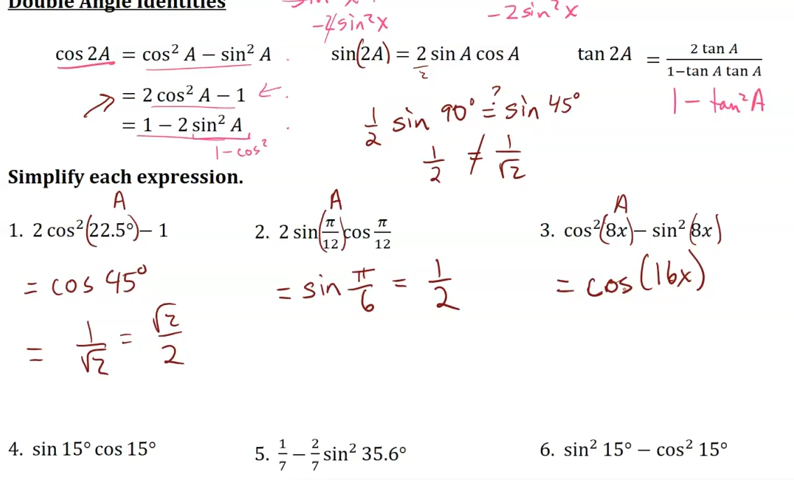 Double Angle Identities
-2sin²x
-2sin²x
cos 2A = cos² A − sin² A
sin(2A) = 2 sin A cos A
2
tan 2A = 2 tan A / 1−tan A tan A
= 2 cos² A − 1
1 − tan²A
= 1 − 2 sin² A
1−cos²
1/2 sin 90° ?= sin 45°
1/2 ≠ 1/√2
Simplify each expression.
A
A
A
1. 2 cos²(22.5°) − 1
2. 2 sin(π/12)cos π/12
3. cos²(8x) − sin²(8x)
= cos 45°
= sin π/6 = 1/2
= cos(16x)
= 1/√2 = √2/2
4. sin 15° cos 15°
5. 1/7 − 2/7 sin² 35.6°
6. sin² 15° − cos² 15°